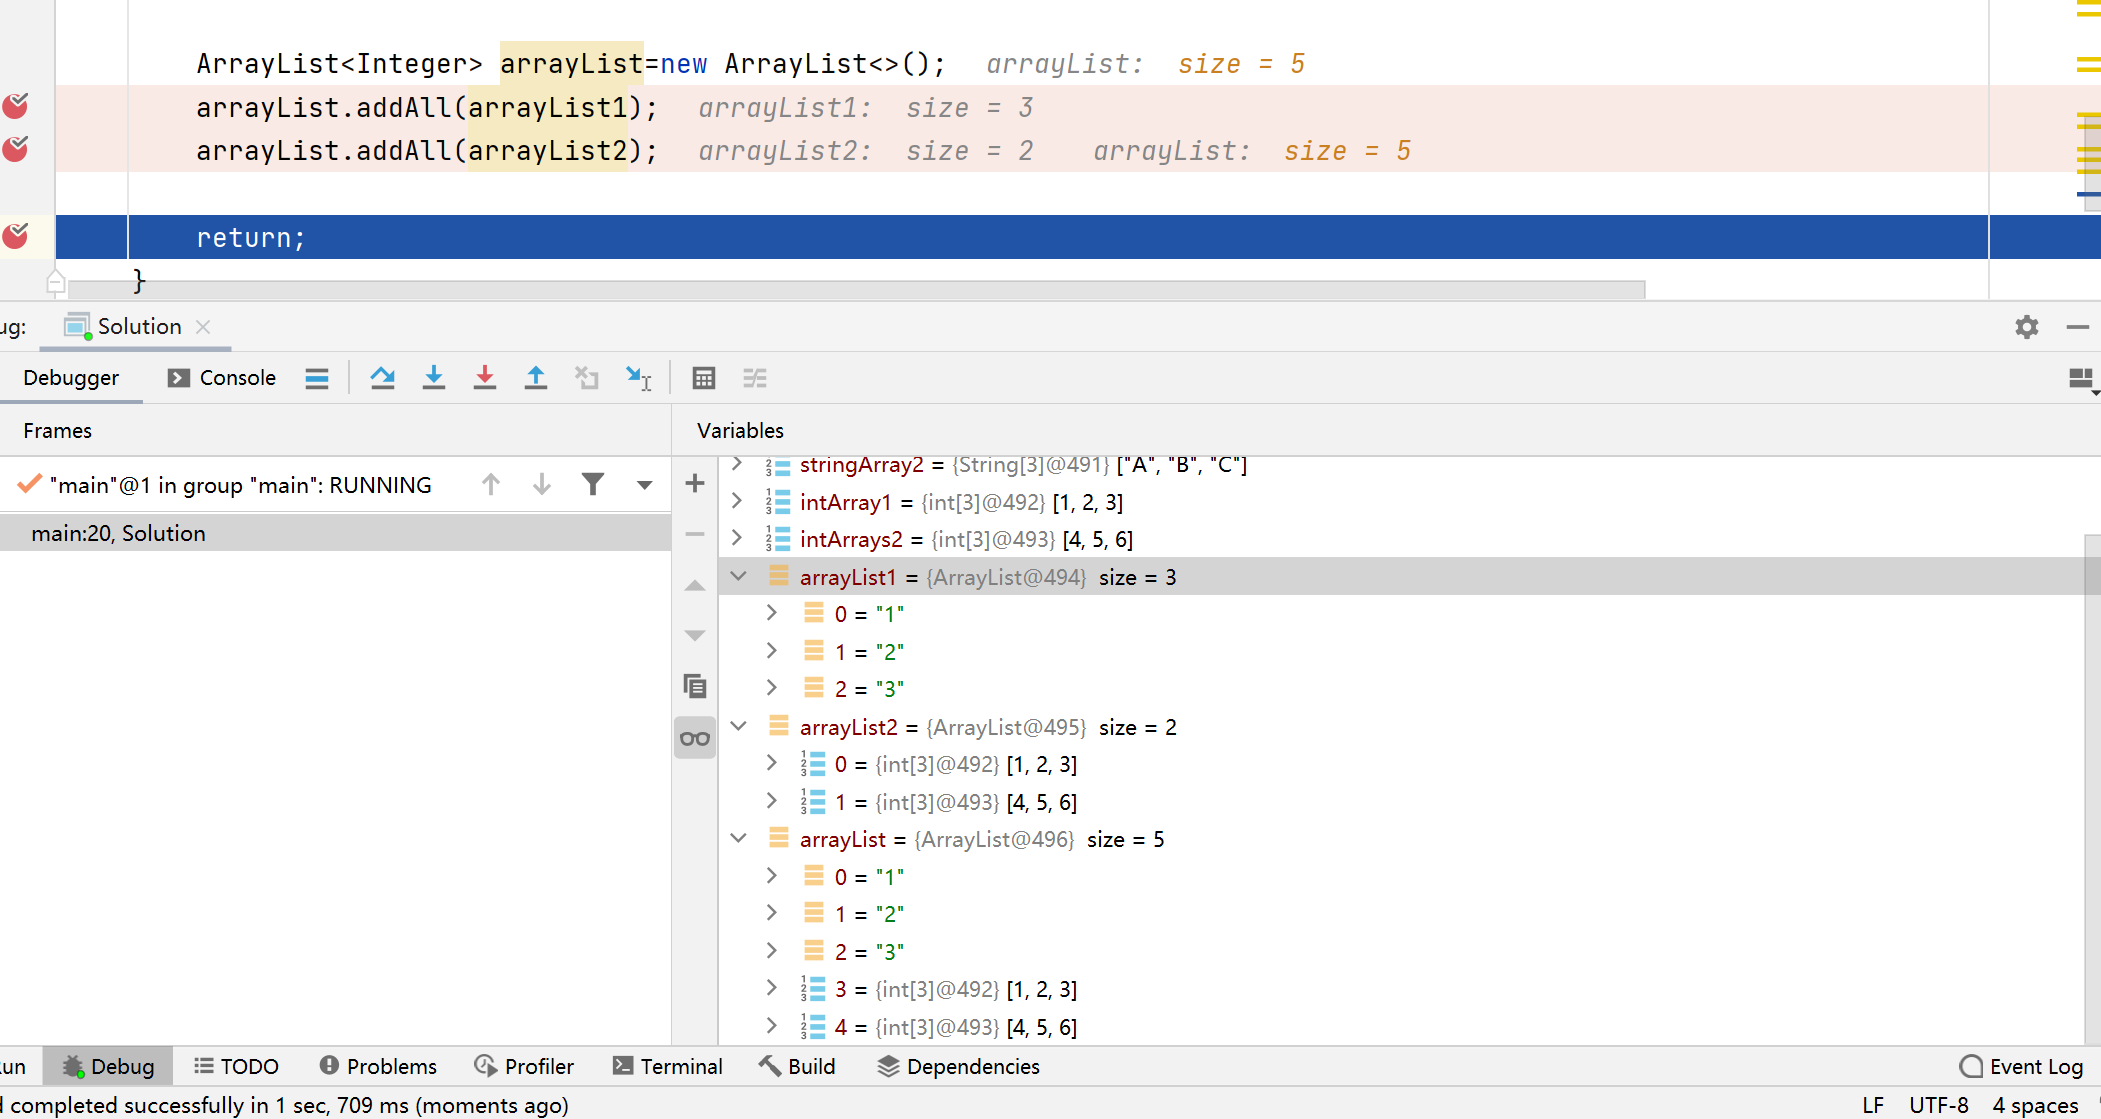 ArrayList<Integer> arrayList=new ArrayList<>(); arrayList: size = 5
arrayList.addAll(arrayList1); arrayList1: size = 3
arrayList.addAll(arrayList2); arrayList2: size = 2 arrayList: size = 5
return;
}
ug: Solution
Debugger Console
Frames Variables
"main"@1 in group "main": RUNNING
main:20, Solution
stringArray2 = {String[3]@491} ["A", "B", "C"]
intArray1 = {int[3]@492} [1, 2, 3]
intArrays2 = {int[3]@493} [4, 5, 6]
arrayList1 = {ArrayList@494} size = 3
0 = "1"
1 = "2"
2 = "3"
arrayList2 = {ArrayList@495} size = 2
0 = {int[3]@492} [1, 2, 3]
1 = {int[3]@493} [4, 5, 6]
arrayList = {ArrayList@496} size = 5
0 = "1"
1 = "2"
2 = "3"
3 = {int[3]@492} [1, 2, 3]
4 = {int[3]@493} [4, 5, 6]
un Debug TODO Problems Profiler Terminal Build Dependencies Event Log
completed successfully in 1 sec, 709 ms (moments ago) LF UTF-8 4 spaces